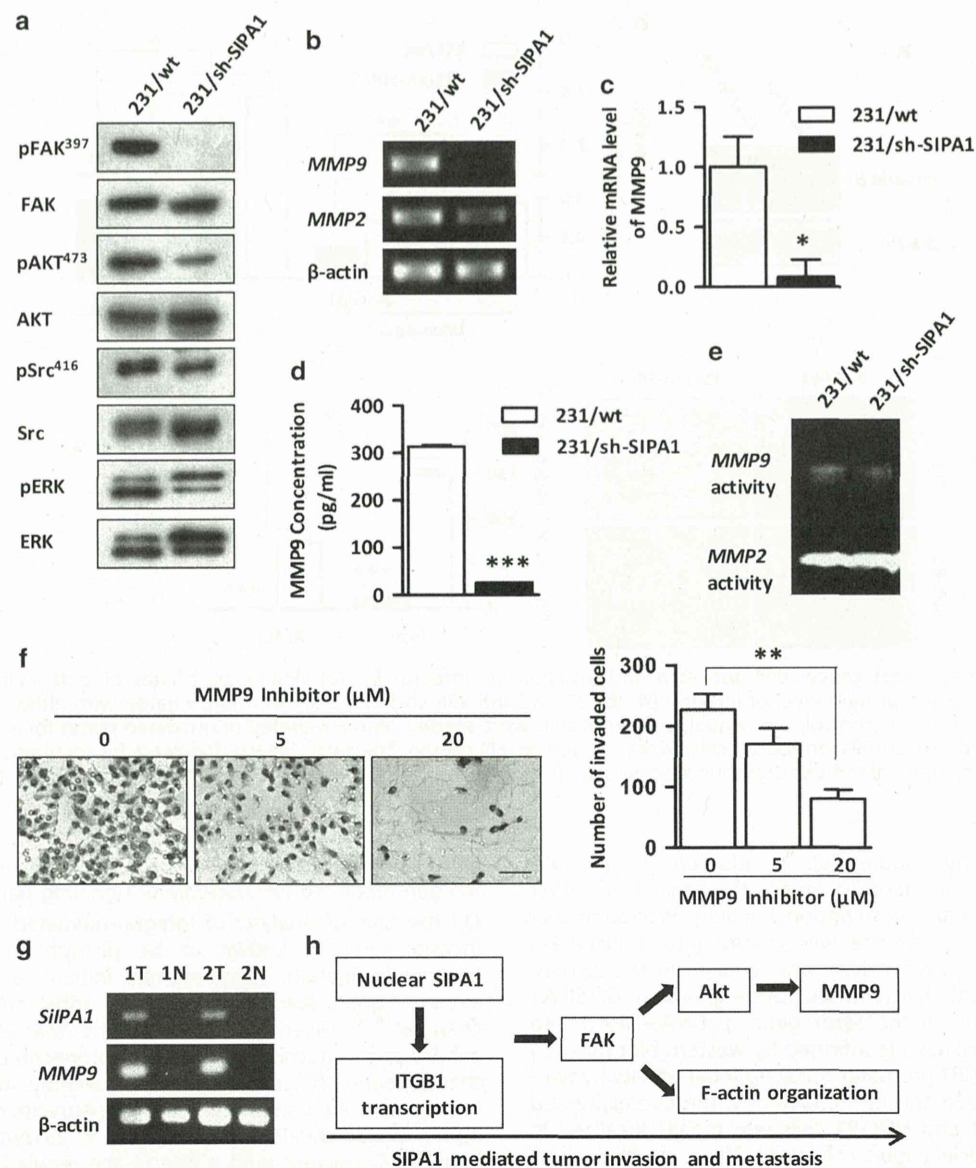 a
231/wt
231/sh-SIPA1
pFAK³⁹⁷
FAK
pAKT⁴⁷³
AKT
pSrc⁴¹⁶
Src
pERK
ERK
b
231/wt
231/sh-SIPA1
MMP9
MMP2
β-actin
c
Relative mRNA level
of MMP9
1.5
1.0
0.5
0.0
*
231/wt
231/sh-SIPA1
d
MMP9 Concentration
(pg/ml)
400
300
200
100
0
***
231/wt
231/sh-SIPA1
e
231/wt
231/sh-SIPA1
MMP9
activity
MMP2
activity
f
MMP9 Inhibitor (μM)
0 5 20
Number of invaded cells
300
200
100
0
**
0 5 20
MMP9 Inhibitor (μM)
g
1T 1N 2T 2N
SilPA1
MMP9
β-actin
h
Nuclear SIPA1
ITGB1
transcription
FAK
Akt
MMP9
F-actin organization
SIPA1 mediated tumor invasion and metastasis